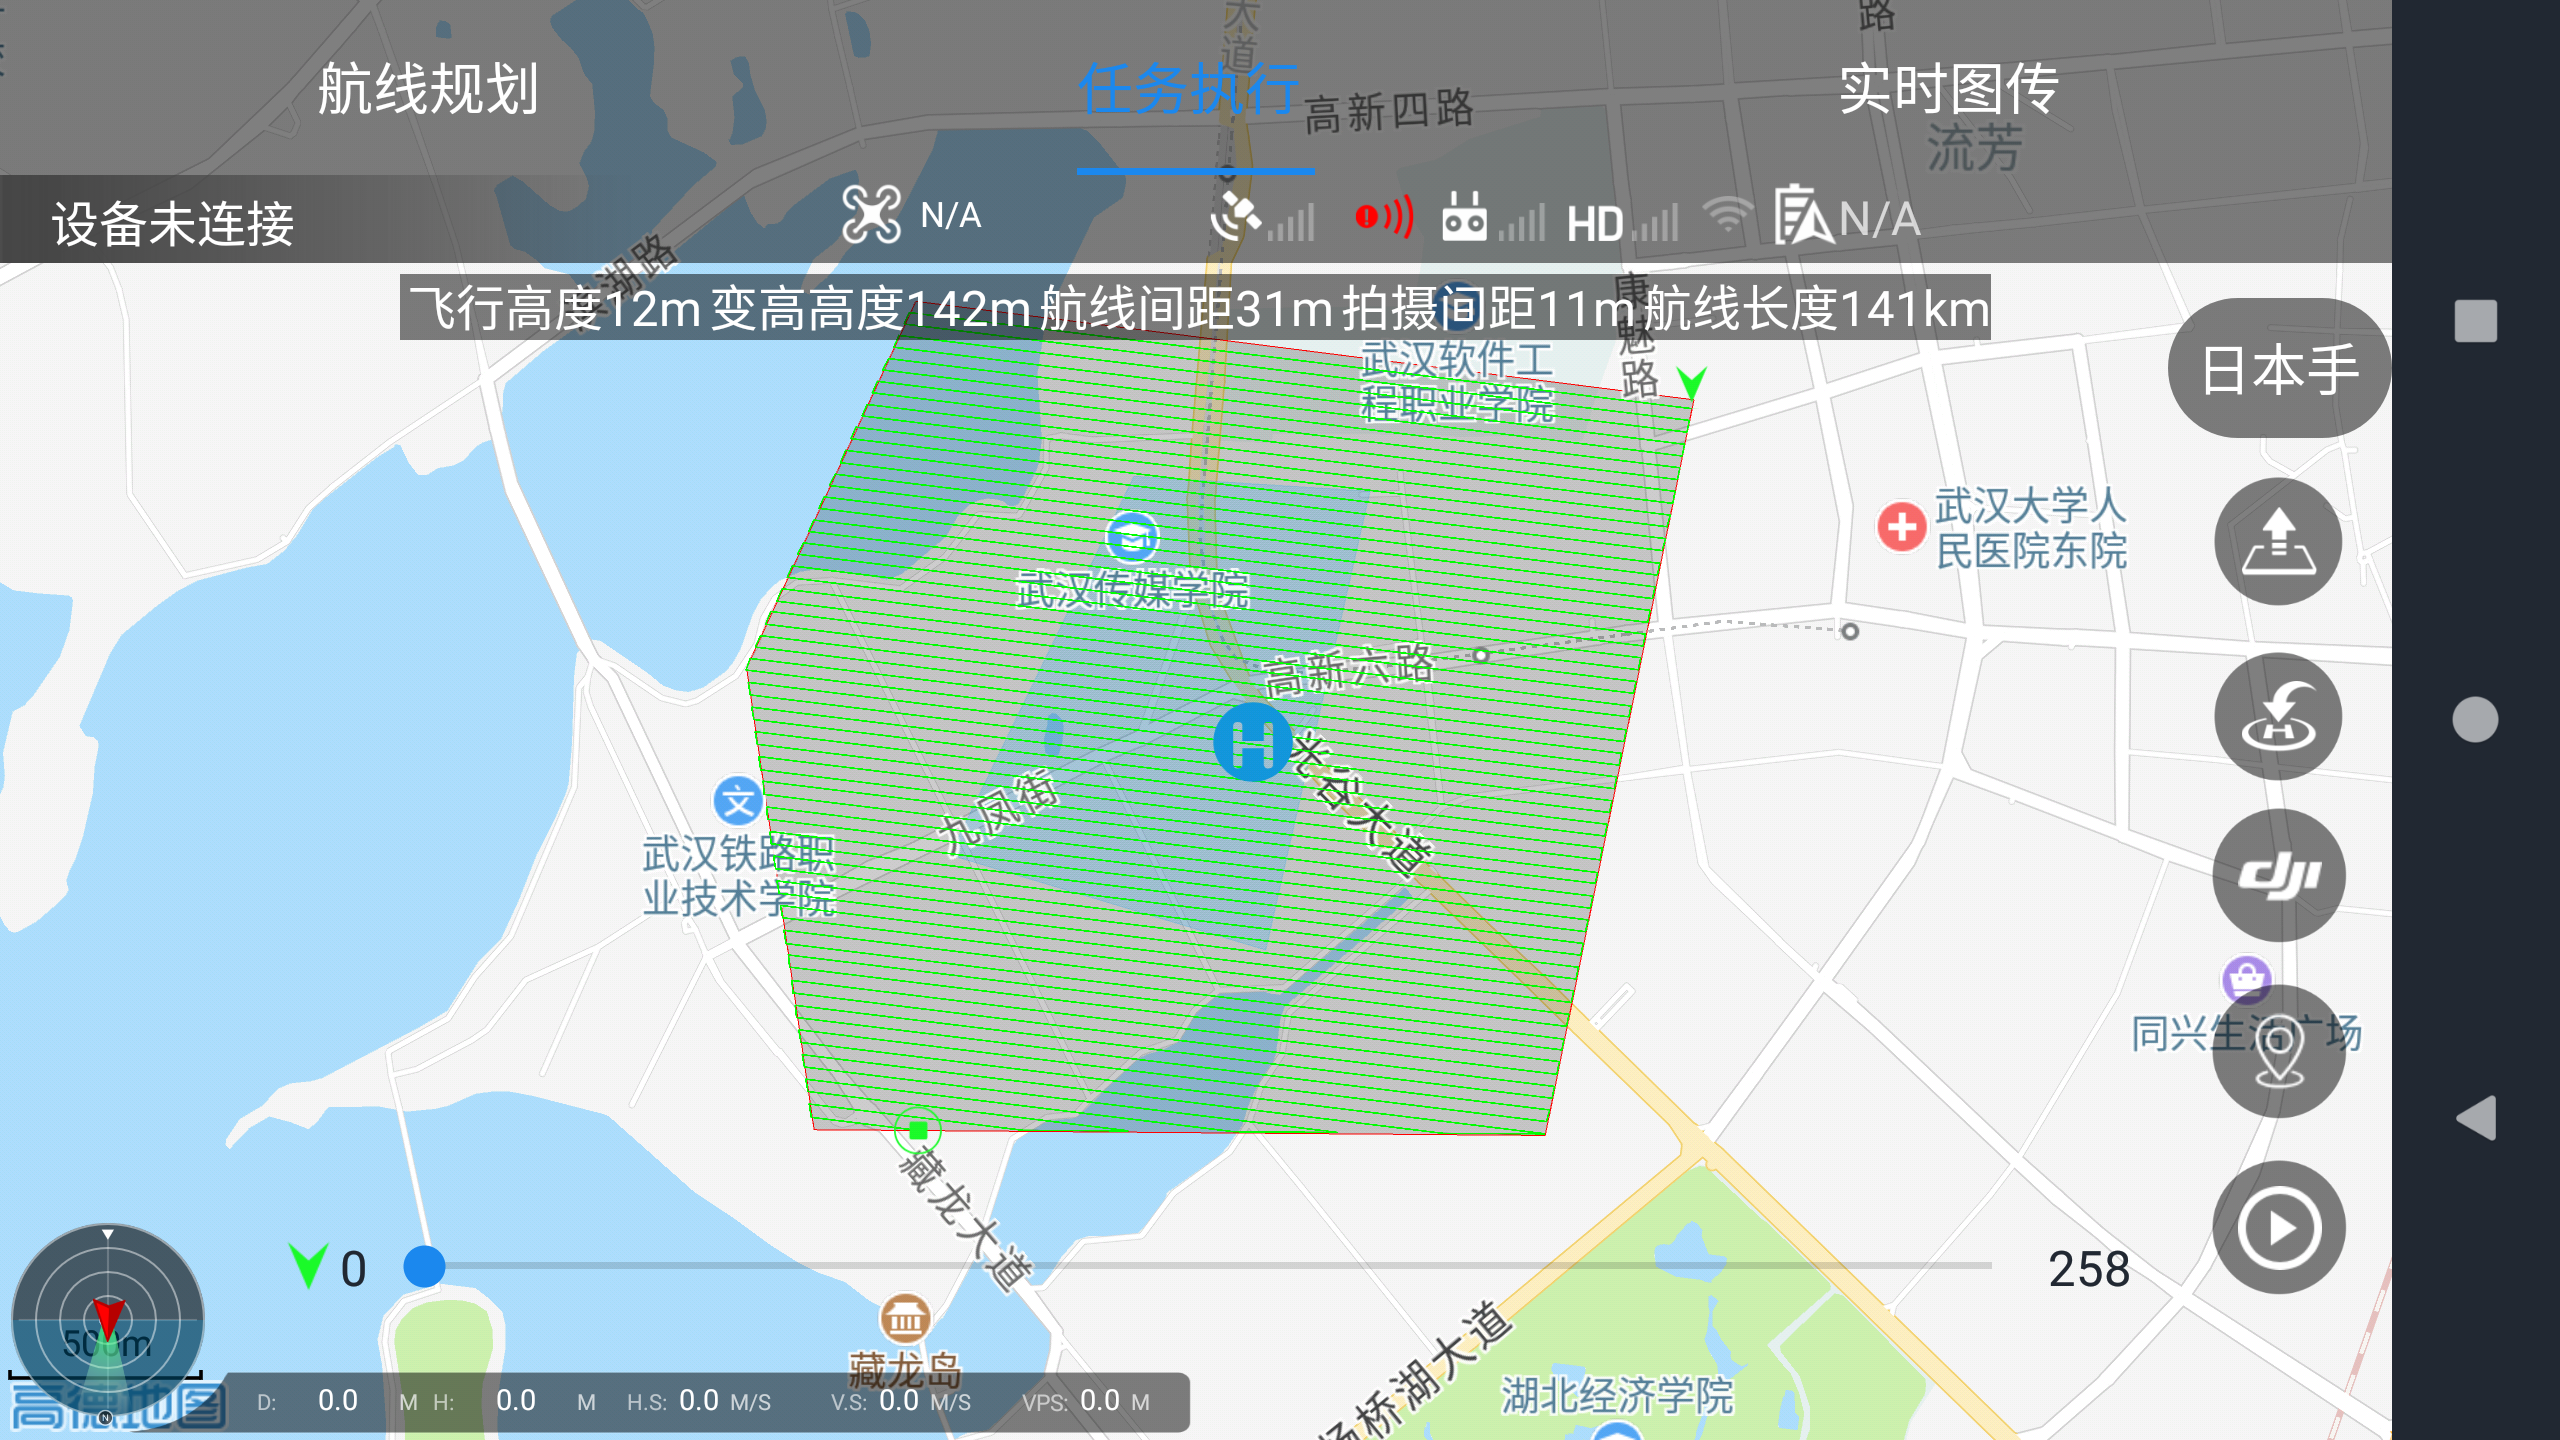 大道
路
航线规划
任务执行
实时图传
高新四路
流芳
设备未连接
N/A
HD
N/A
湖路
飞行高度12m 变高高度142m 航线间距31m 拍摄间距11m 航线长度141km
康魅路
武汉软件工
程职业学院
日本手
武汉大学人
民医院东院
武汉传媒学院
高新六路
H
光谷大道
九凤街
文
武汉铁路职
业技术学院
dji
同兴生活广场
藏龙大道
0
258
500m
藏龙岛
杨桥湖大道
湖北经济学院
高德地图
N
D: 0.0 M H: 0.0 M H.S: 0.0 M/S V.S: 0.0 M/S VPS: 0.0 M